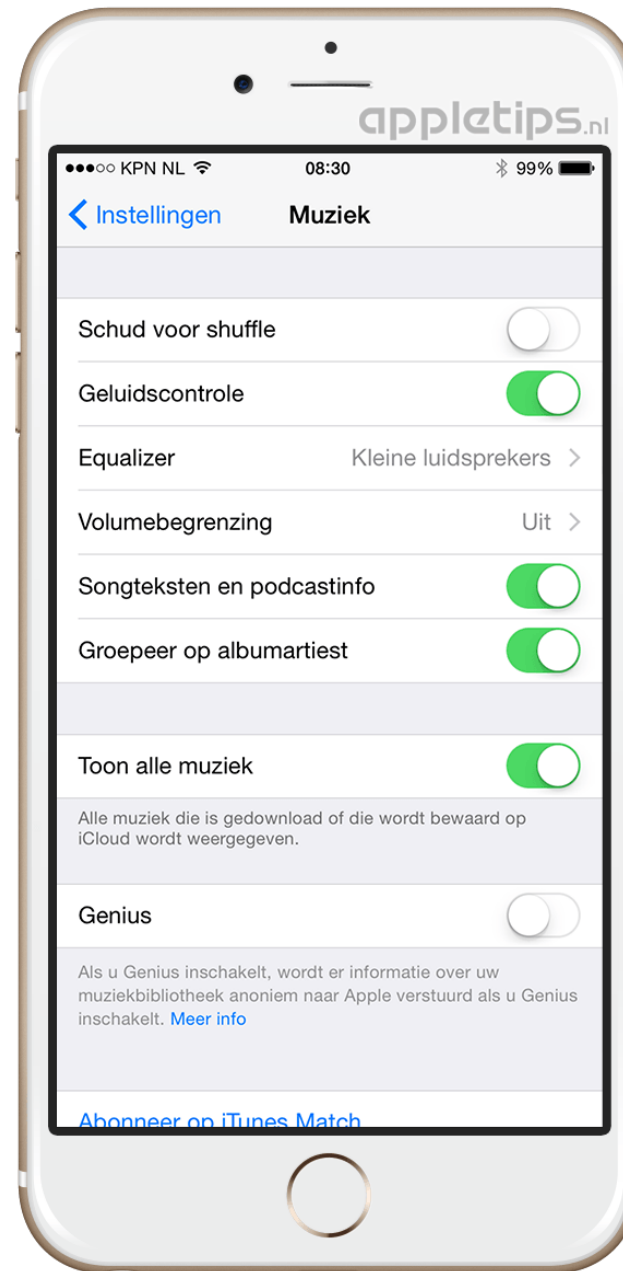 appletips.nl
KPN NL 08:30 99%
Instellingen Muziek
Schud voor shuffle
Geluidscontrole
Equalizer Kleine luidsprekers
Volumebegrenzing Uit
Songteksten en podcastinfo
Groepeer op albumartiest
Toon alle muziek
Alle muziek die is gedownload of die wordt bewaard op
iCloud wordt weergegeven.
Genius
Als u Genius inschakelt, wordt er informatie over uw
muziekbibliotheek anoniem naar Apple verstuurd als u Genius
inschakelt. Meer info
Abonneer op iTunes Match